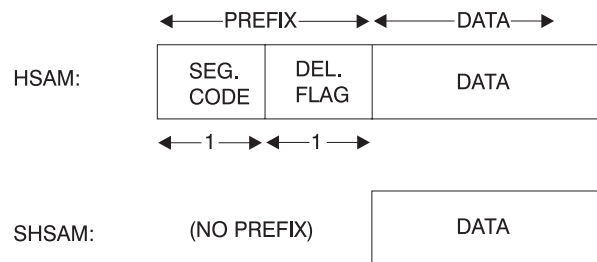 PREFIX DATA
HSAM: SEG. CODE DEL. FLAG DATA
1 1
SHSAM: (NO PREFIX) DATA